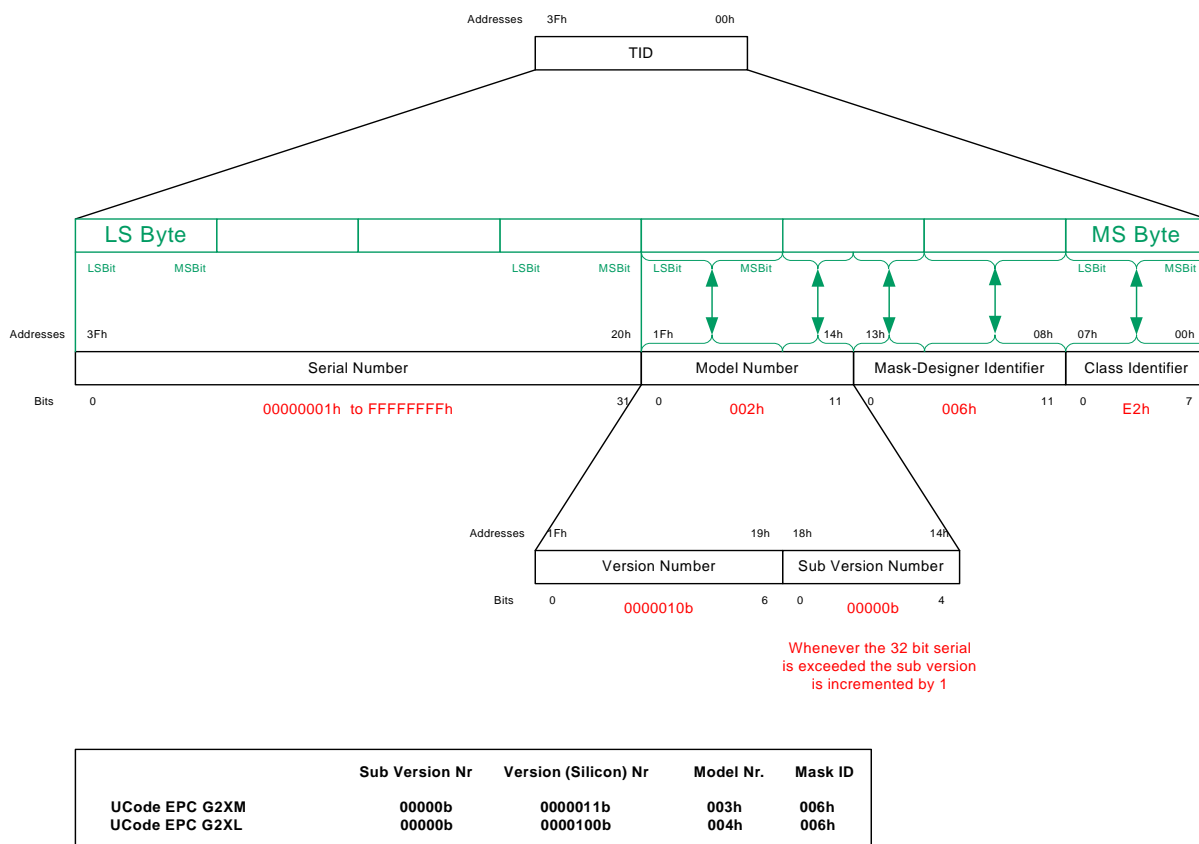 Addresses 3Fh 00h
TID
LS Byte MS Byte
LSBit MSBit LSBit MSBit LSBit MSBit LSBit MSBit
Addresses 3Fh 20h 1Fh 14h 13h 08h 07h 00h
Serial Number Model Number Mask-Designer Identifier Class Identifier
Bits 0 31 0 11 0 11 0 7
00000001h to FFFFFFFFh 002h 006h E2h
Addresses 1Fh 19h 18h 14h
Version Number Sub Version Number
Bits 0 6 0 4
0000010b 00000b
Whenever the 32 bit serial
is exceeded the sub version
is incremented by 1
Sub Version Nr Version (Silicon) Nr Model Nr. Mask ID
UCode EPC G2XM 00000b 0000011b 003h 006h
UCode EPC G2XL 00000b 0000100b 004h 006h